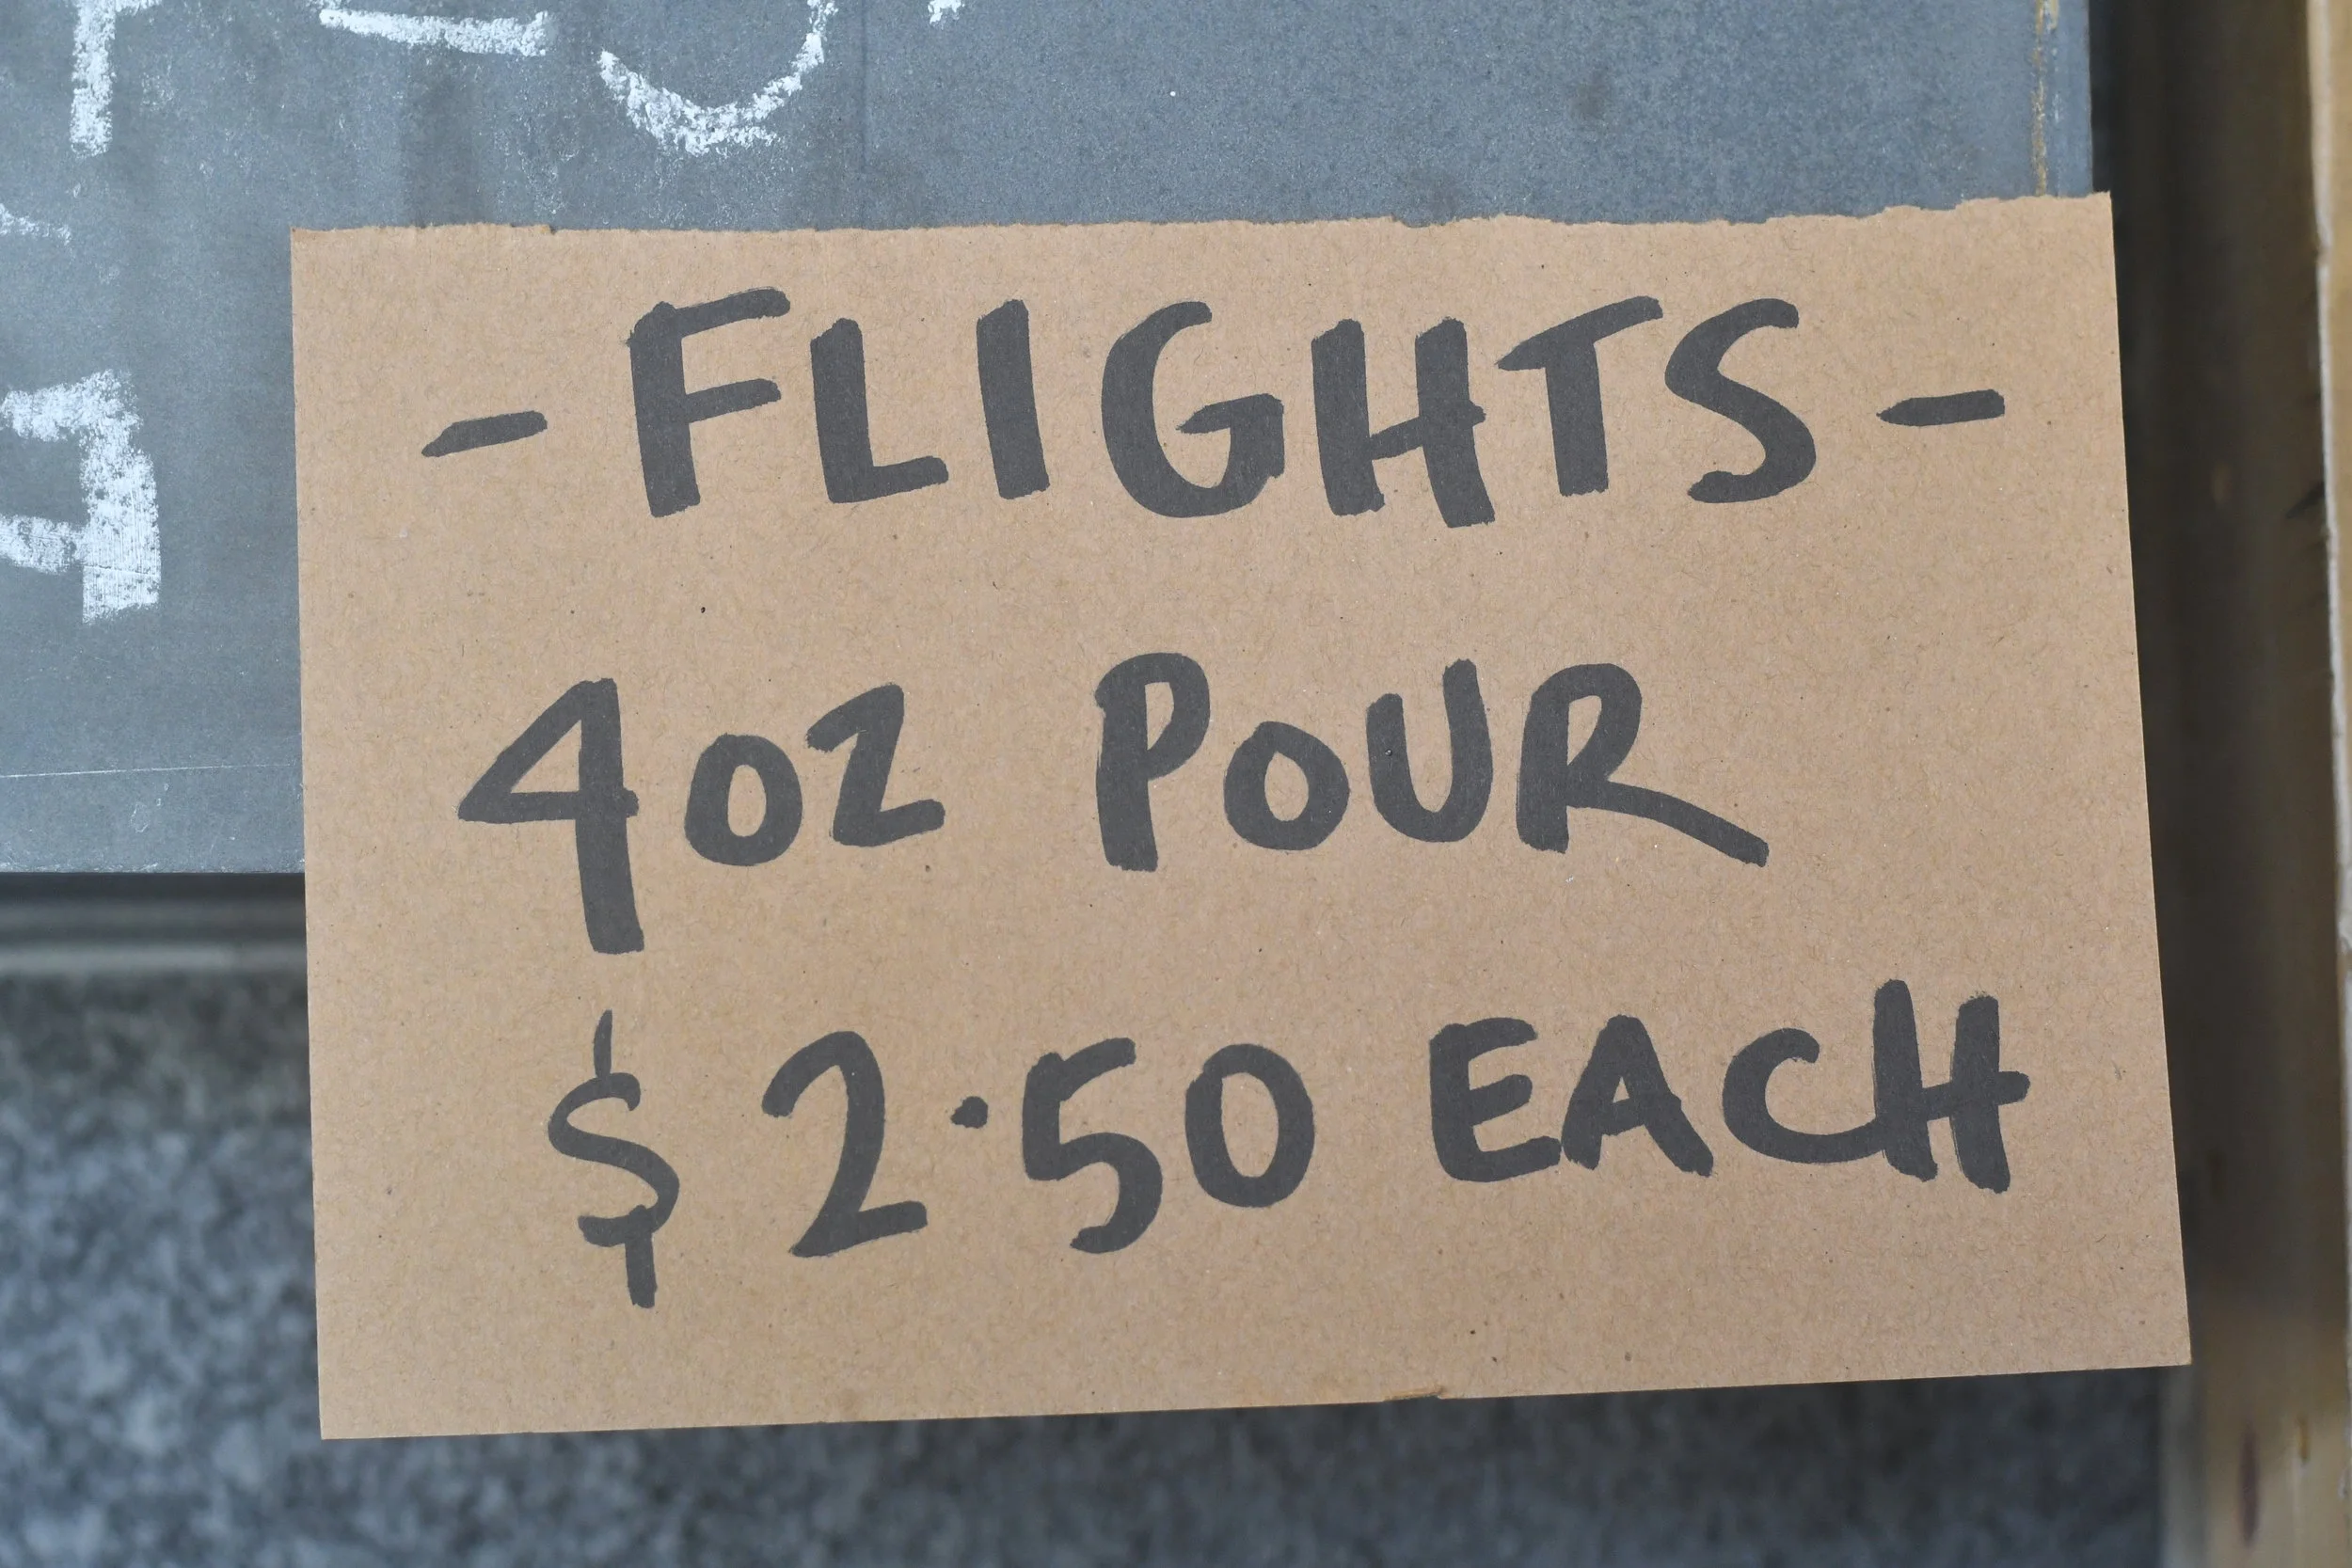 - FLIGHTS -
4oz POUR
$2.50 EACH